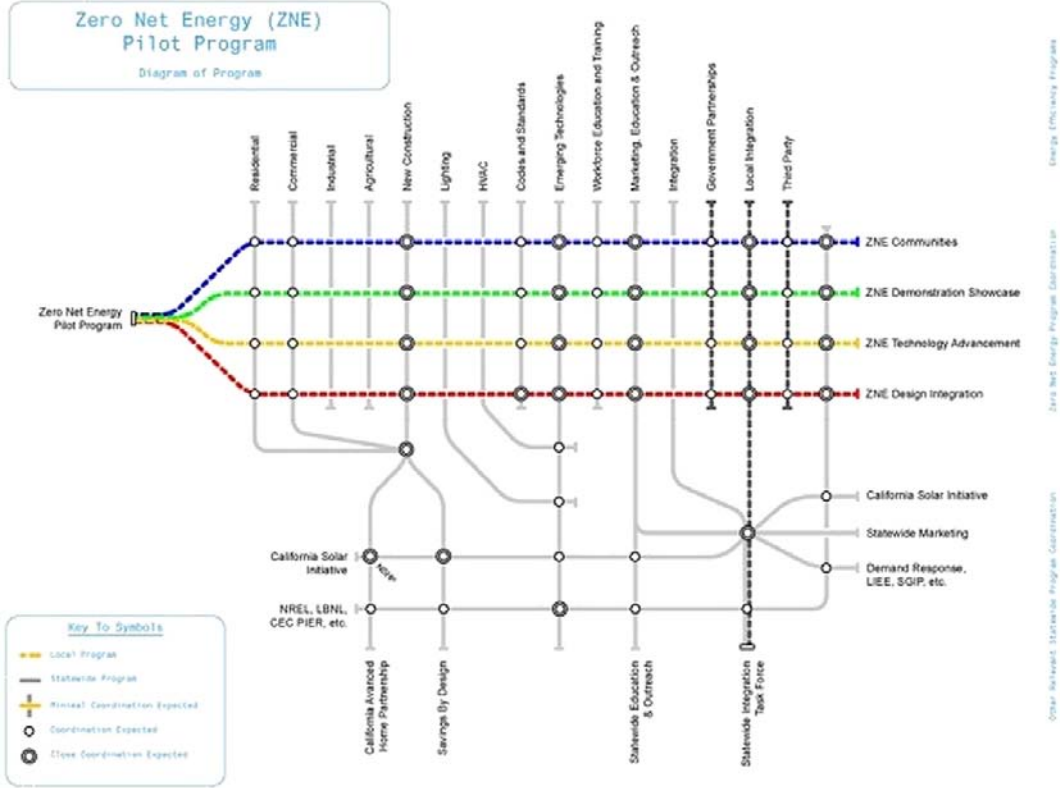 Zero Net Energy (ZNE)
Pilot Program
Diagram of Program
Residential
Commercial
Industrial
Agricultural
New Construction
Lighting
HVAC
Codes and Standards
Emerging Technologies
Workforce Education and Training
Marketing, Education & Outreach
Integration
Government Partnerships
Local Integration
Third Party
Energy Efficiency Programs
Zero Net Energy
Pilot Program
ZNE Communities
ZNE Demonstration Showcase
ZNE Technology Advancement
ZNE Design Integration
Zero Net Energy Program Coordination
California Solar Initiative
Statewide Marketing
Demand Response,
LIEE, SGIP, etc.
California Solar
Initiative
NSHP
NREL, LBNL,
CEC PIER, etc.
Other Relevant Statewide Program Coordination
California Avanced
Home Partnership
Savings By Design
Statewide Education
& Outreach
Statewide Integration
Task Force
Key To Symbols
Local Program
Statewide Program
Minimal Coordination Expected
Coordination Expected
Close Coordination Expected